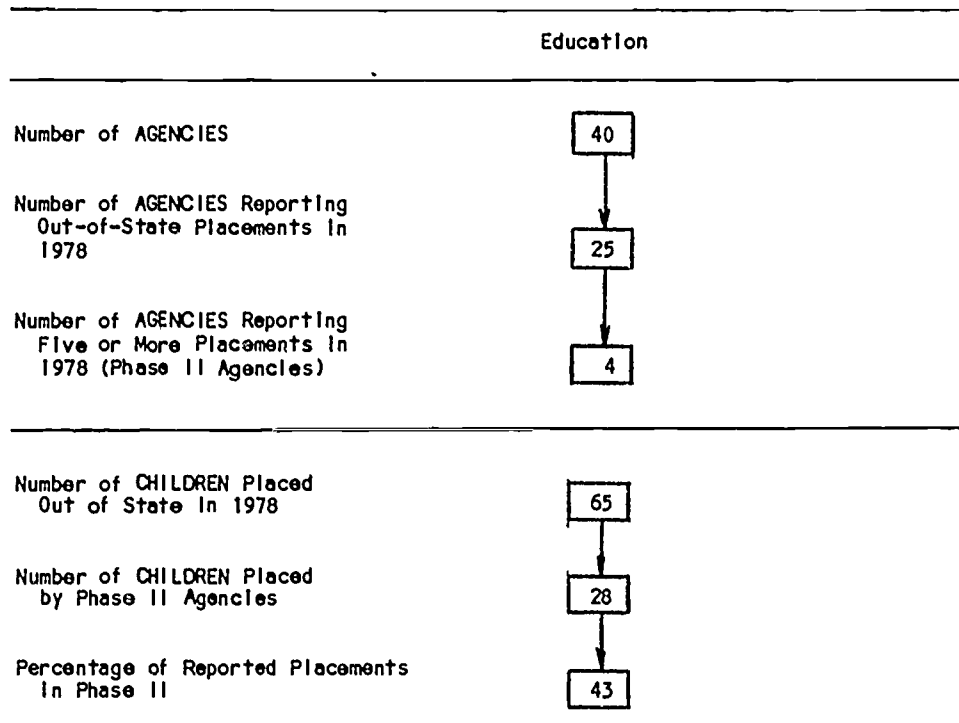 Education
Number of AGENCIES
40
Number of AGENCIES Reporting
Out-of-State Placements in
1978
25
Number of AGENCIES Reporting
Five or More Placements in
1978 (Phase II Agencies)
4
Number of CHILDREN Placed
Out of State in 1978
65
Number of CHILDREN Placed
by Phase II Agencies
28
Percentage of Reported Placements
in Phase II
43